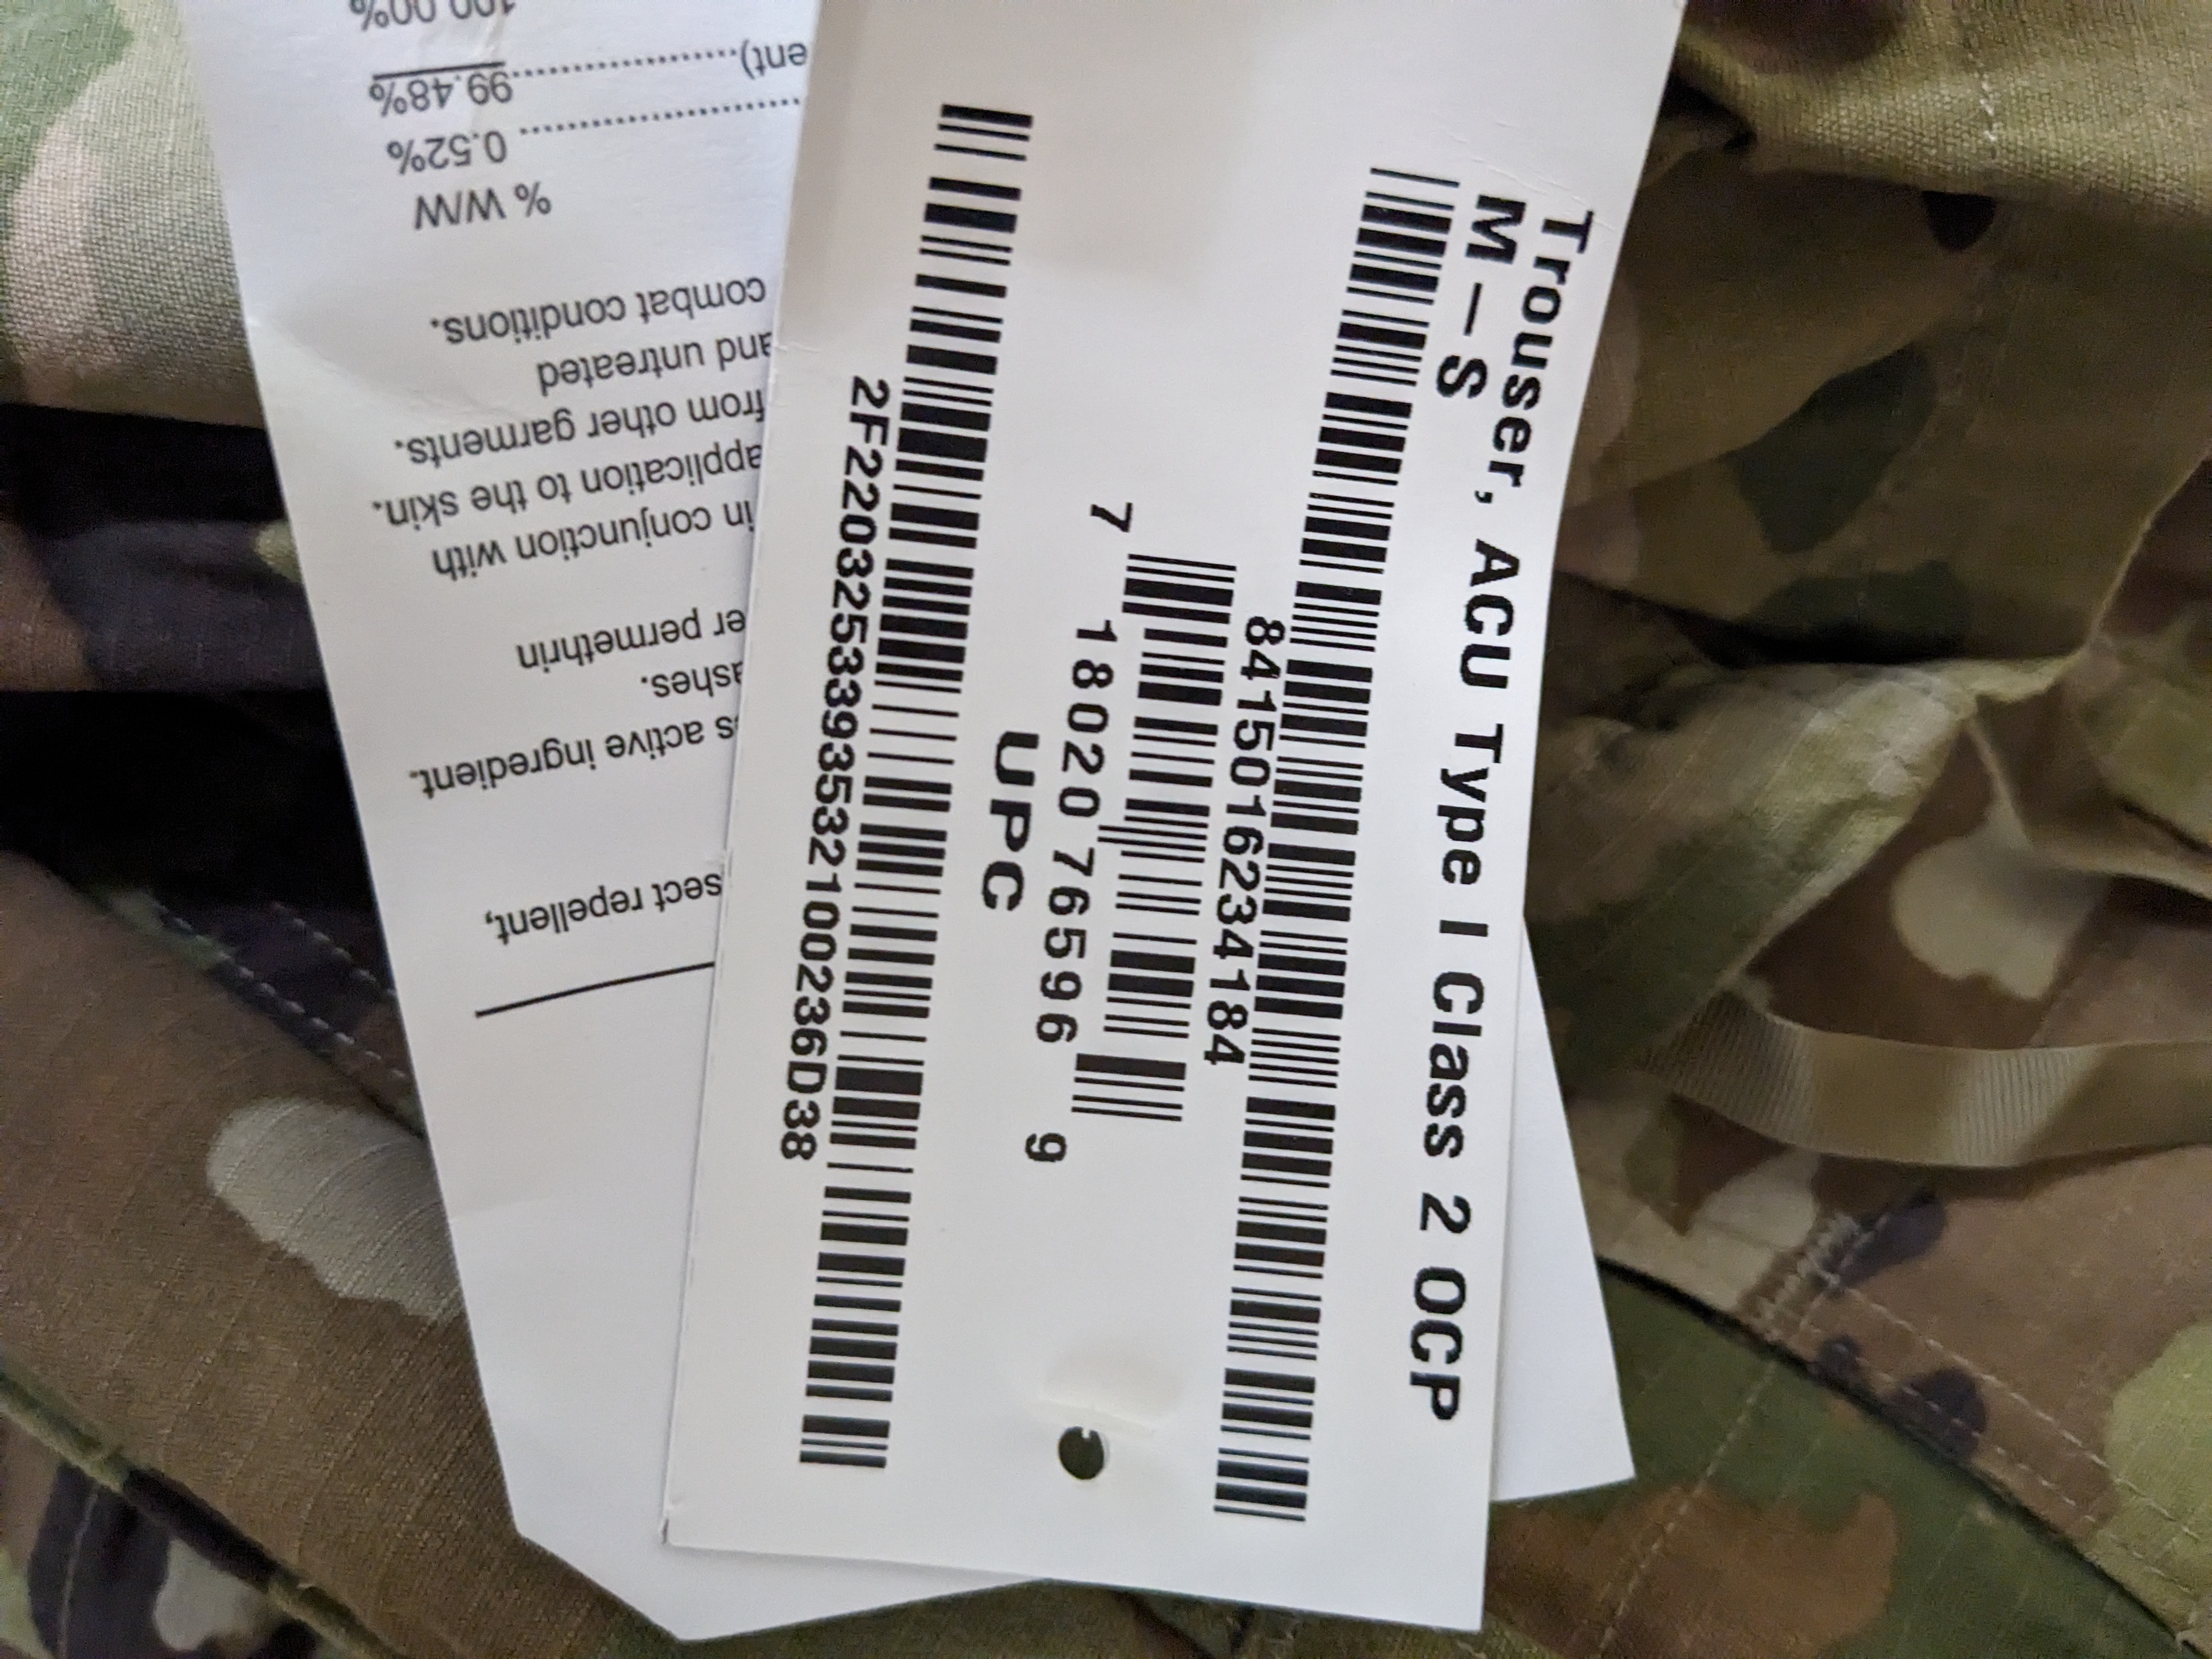 Trouser, ACU Type I Class 2 OCP
M – S
8415016234184
7 18020 76596 9
UPC
2F2203253393532100236D38
sect repellent,
s active ingredient.
ashes.
er permethrin
in conjunction with
application to the skin.
from other garments.
and untreated
combat conditions.
% W/W
0.52%
ent) 99.48%
100.00%